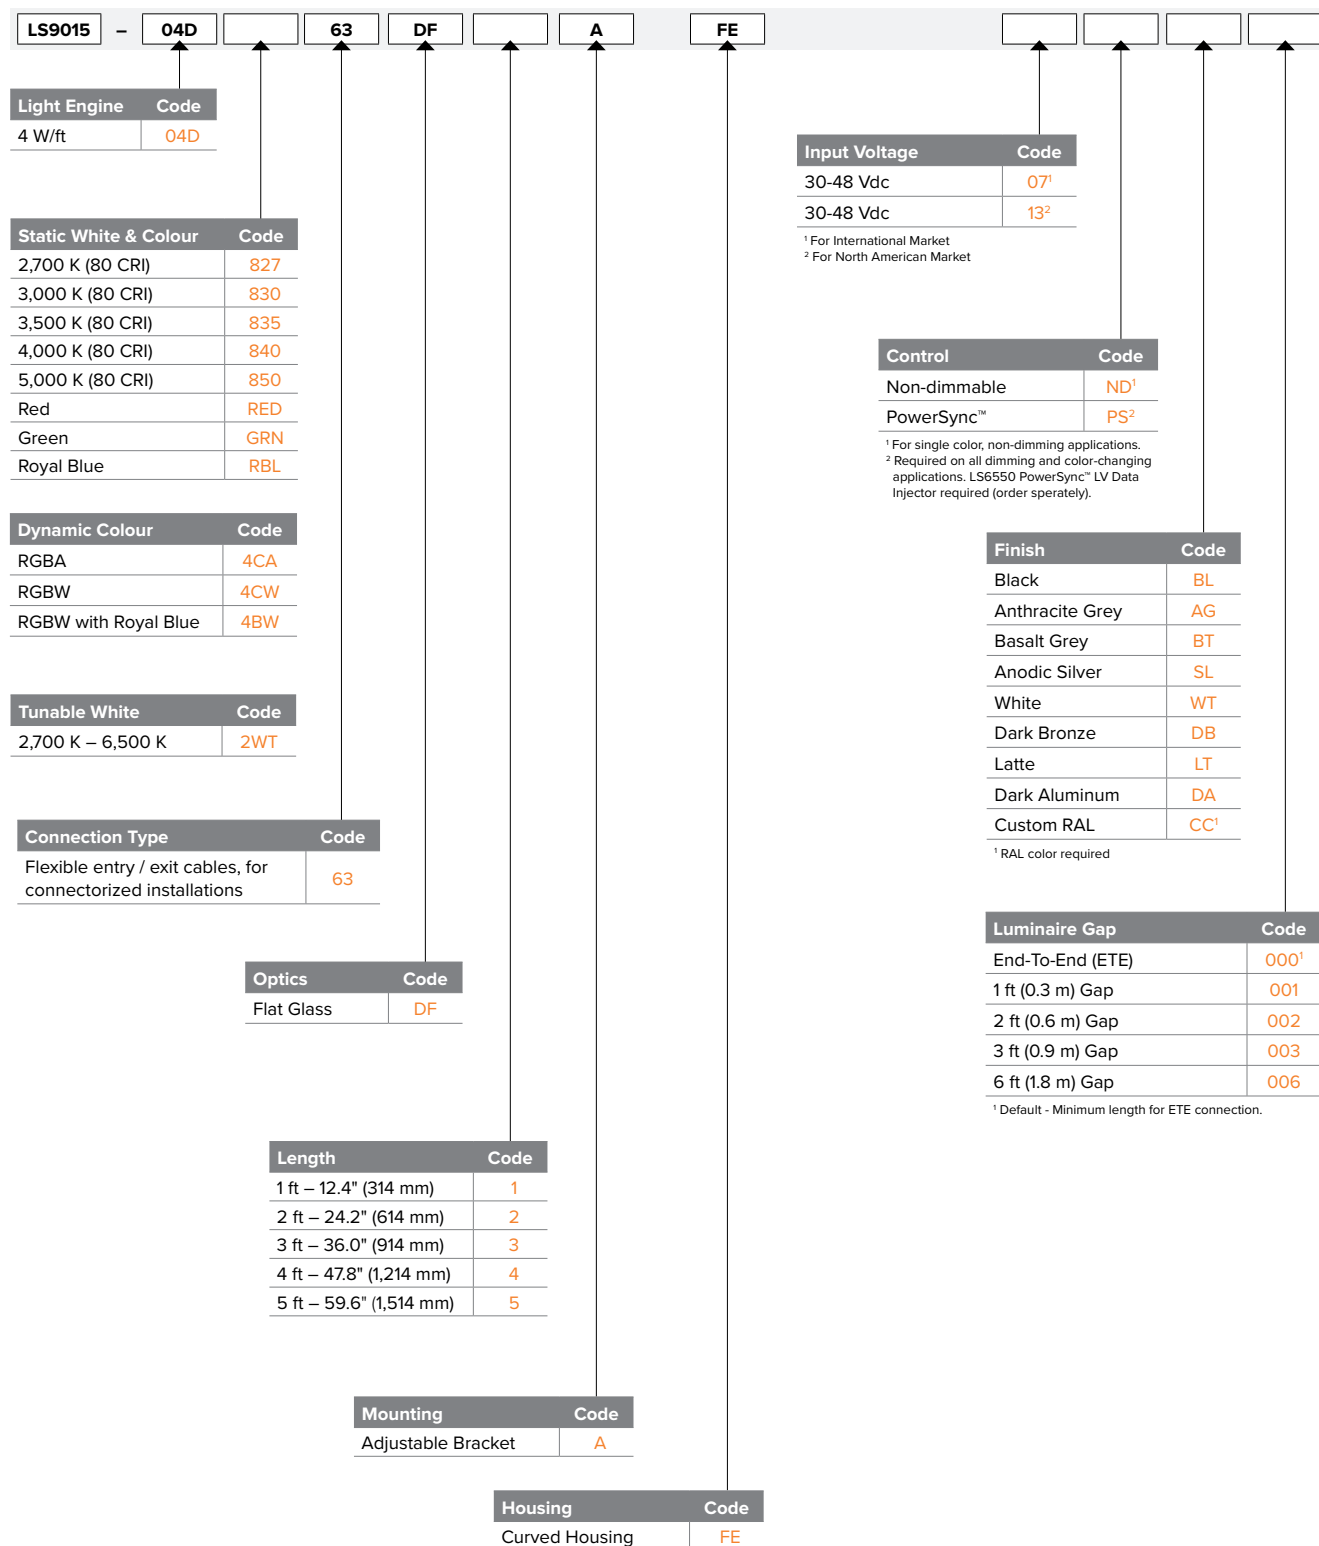 LS9015 – 04D 63 DF A FE
Light Engine Code
4 W/ft 04D
Static White & Colour Code
2,700 K (80 CRI) 827
3,000 K (80 CRI) 830
3,500 K (80 CRI) 835
4,000 K (80 CRI) 840
5,000 K (80 CRI) 850
Red RED
Green GRN
Royal Blue RBL
Dynamic Colour Code
RGBA 4CA
RGBW 4CW
RGBW with Royal Blue 4BW
Tunable White Code
2,700 K – 6,500 K 2WT
Connection Type Code
Flexible entry / exit cables, for
connectorized installations 63
Optics Code
Flat Glass DF
Length Code
1 ft – 12.4" (314 mm) 1
2 ft – 24.2" (614 mm) 2
3 ft – 36.0" (914 mm) 3
4 ft – 47.8" (1,214 mm) 4
5 ft – 59.6" (1,514 mm) 5
Mounting Code
Adjustable Bracket A
Housing Code
Curved Housing FE
Input Voltage Code
30-48 Vdc 07¹
30-48 Vdc 13²
¹ For International Market
² For North American Market
Control Code
Non-dimmable ND¹
PowerSync™ PS²
¹ For single color, non-dimming applications.
² Required on all dimming and color-changing
applications. LS6550 PowerSync™ LV Data
Injector required (order sperately).
Finish Code
Black BL
Anthracite Grey AG
Basalt Grey BT
Anodic Silver SL
White WT
Dark Bronze DB
Latte LT
Dark Aluminum DA
Custom RAL CC¹
¹ RAL color required
Luminaire Gap Code
End-To-End (ETE) 000¹
1 ft (0.3 m) Gap 001
2 ft (0.6 m) Gap 002
3 ft (0.9 m) Gap 003
6 ft (1.8 m) Gap 006
¹ Default - Minimum length for ETE connection.